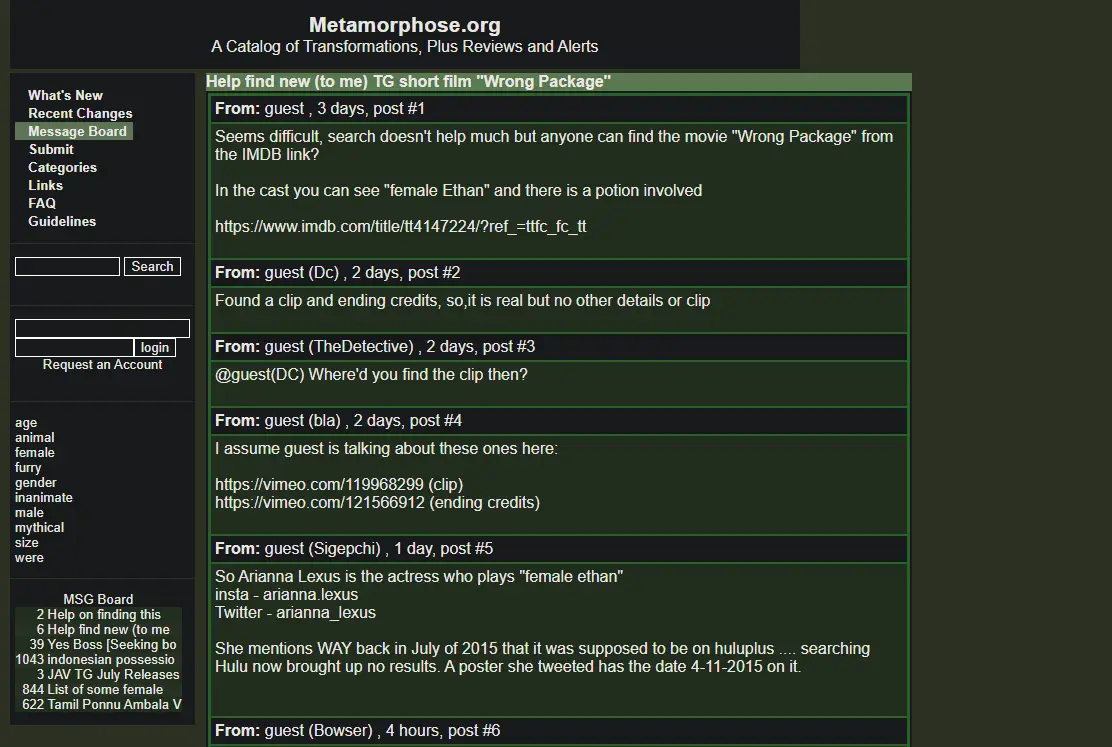 Metamorphose.org
A Catalog of Transformations, Plus Reviews and Alerts
What's New
Recent Changes
Message Board
Submit
Categories
Links
FAQ
Guidelines
Search
login
Request an Account
age
animal
female
furry
gender
inanimate
male
mythical
size
were
MSG Board
2 Help on finding this
6 Help find new (to me
39 Yes Boss [Seeking bo
1043 indonesian possessio
3 JAV TG July Releases
844 List of some female
622 Tamil Ponnu Ambala V
Help find new (to me) TG short film "Wrong Package"
From: guest , 3 days, post #1
Seems difficult, search doesn't help much but anyone can find the movie "Wrong Package" from
the IMDB link?
In the cast you can see "female Ethan" and there is a potion involved
https://www.imdb.com/title/tt4147224/?ref_=ttfc_fc_tt
From: guest (Dc) , 2 days, post #2
Found a clip and ending credits, so,it is real but no other details or clip
From: guest (TheDetective) , 2 days, post #3
@guest(DC) Where'd you find the clip then?
From: guest (bla) , 2 days, post #4
I assume guest is talking about these ones here:
https://vimeo.com/119968299 (clip)
https://vimeo.com/121566912 (ending credits)
From: guest (Sigepchi) , 1 day, post #5
So Arianna Lexus is the actress who plays "female ethan"
insta - arianna.lexus
Twitter - arianna_lexus
She mentions WAY back in July of 2015 that it was supposed to be on huluplus .... searching
Hulu now brought up no results. A poster she tweeted has the date 4-11-2015 on it.
From: guest (Bowser) , 4 hours, post #6